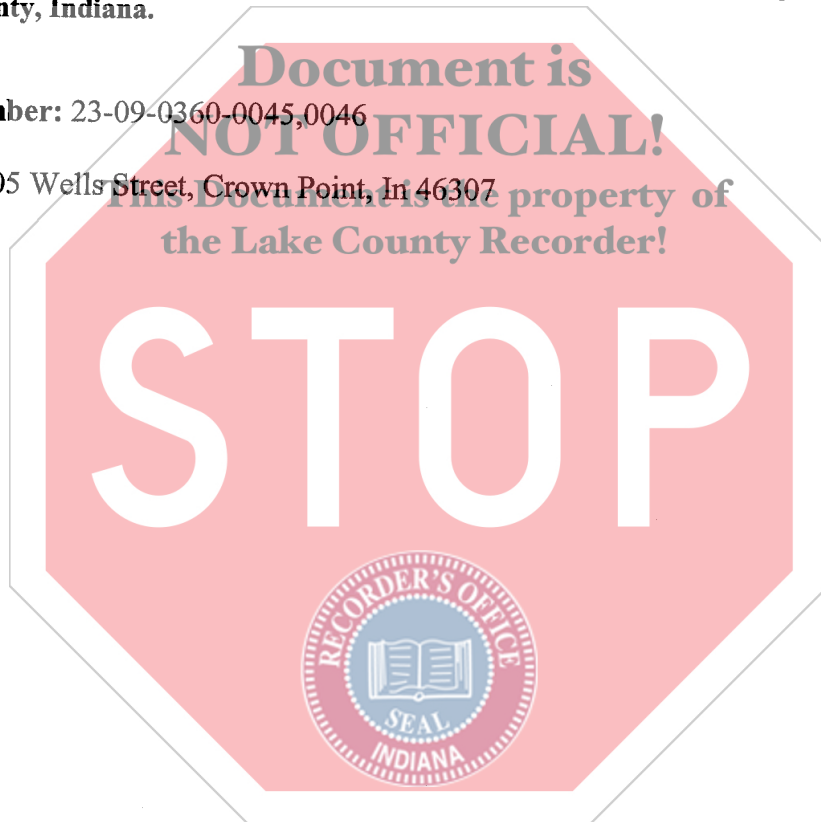 nty, Indiana.
Document is
mber: 23-09-0360-0045,0046
NOT OFFICIAL!
05 Wells Street, Crown Point, In 46307
This Document is the property of
the Lake County Recorder!
STOP
RECORDER'S OFFICE
SEAL
INDIANA